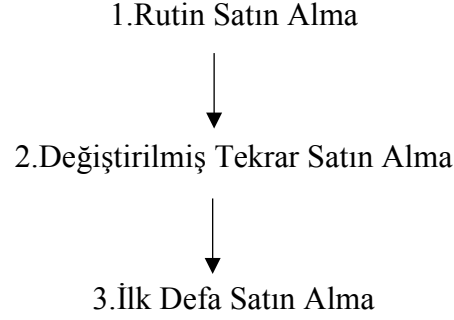 1.Rutin Satın Alma
2.Değiştirilmiş Tekrar Satın Alma
3.İlk Defa Satın Alma